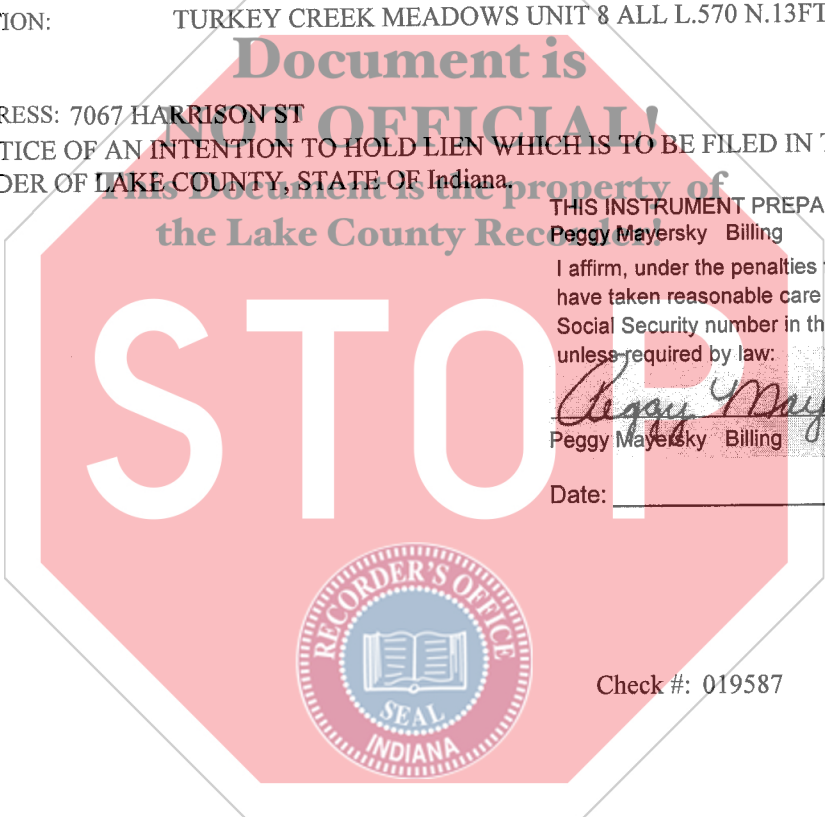 TION: TURKEY CREEK MEADOWS UNIT 8 ALL L.570 N.13FT
Document is
RESS: 7067 HARRISON ST
NOT OFFICIAL!
TICE OF AN INTENTION TO HOLD LIEN WHICH IS TO BE FILED IN
DER OF LAKE COUNTY, STATE OF Indiana.
This Document is the property of
the Lake County Recorder!
THIS INSTRUMENT PREPA
Peggy Mayersky Billing
I affirm, under the penalties
have taken reasonable care
Social Security number in th
unless required by law:
Peggy May
Peggy Mayersky Billing
Date:
STOP
RECORDER'S OFFICE
SEAL
INDIANA
Check #: 019587